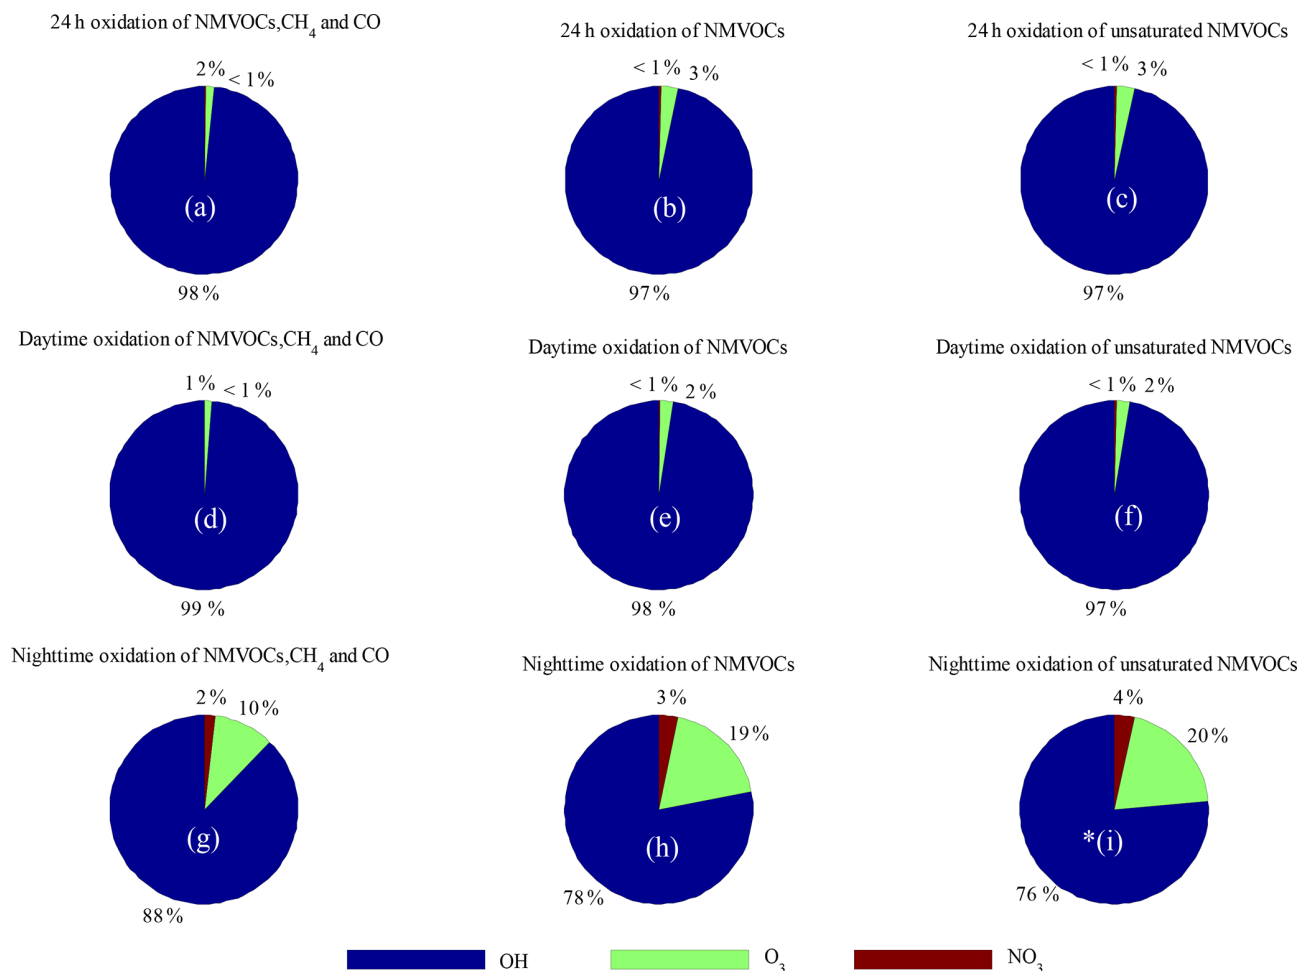 24 h oxidation of NMVOCs,CH4 and CO
2% < 1%
(a)
98%
24 h oxidation of NMVOCs
< 1% 3%
(b)
97%
24 h oxidation of unsaturated NMVOCs
< 1% 3%
(c)
97%
Daytime oxidation of NMVOCs,CH4 and CO
1% < 1%
(d)
99 %
Daytime oxidation of NMVOCs
< 1% 2%
(e)
98 %
Daytime oxidation of unsaturated NMVOCs
< 1% 2%
(f)
97%
Nighttime oxidation of NMVOCs,CH4 and CO
2%
10%
(g)
88%
Nighttime oxidation of NMVOCs
3%
19%
(h)
78%
Nighttime oxidation of unsaturated NMVOCs
4%
20%
*(i)
76 %
OH O3 NO3